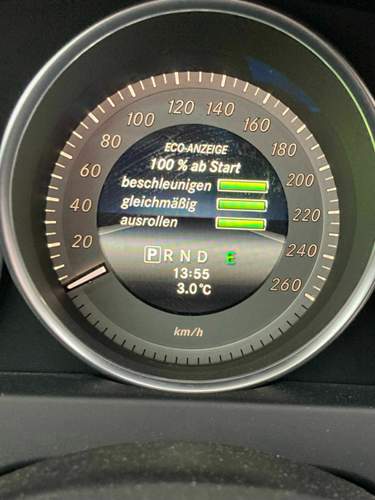 ECO-ANZEIGE
100 % ab Start
beschleunigen
gleichmäßig
ausrollen
P R N D E
13:55
3.0 °C
20
40
60
80
100
120
140
160
180
200
220
240
260
km/h